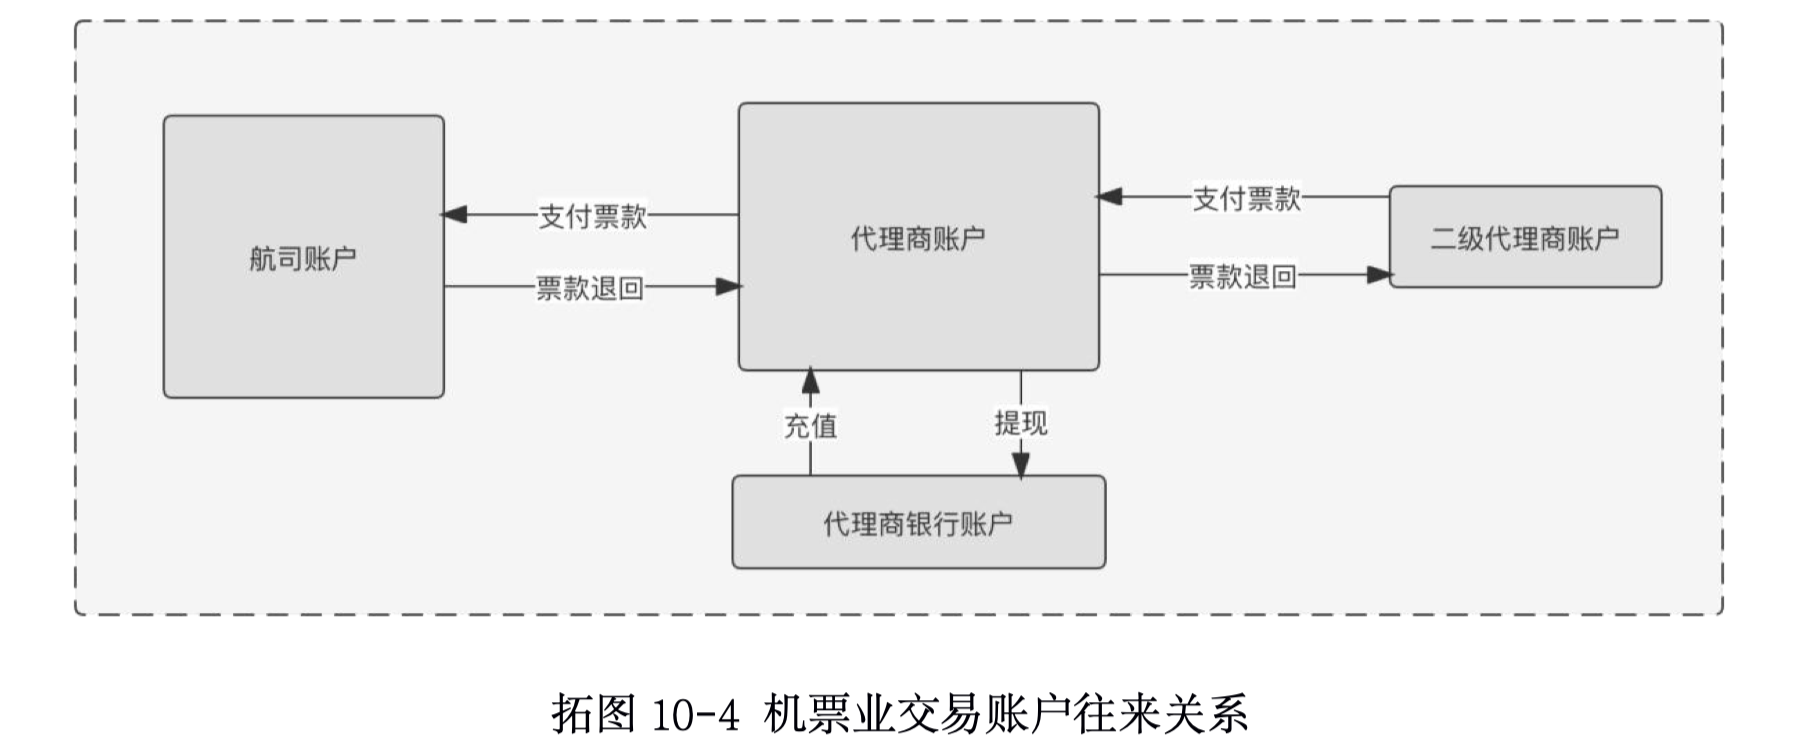 航司账户
支付票款
票款退回
代理商账户
支付票款
票款退回
二级代理商账户
充值
提现
代理商银行账户
拓图 10-4 机票业交易账户往来关系